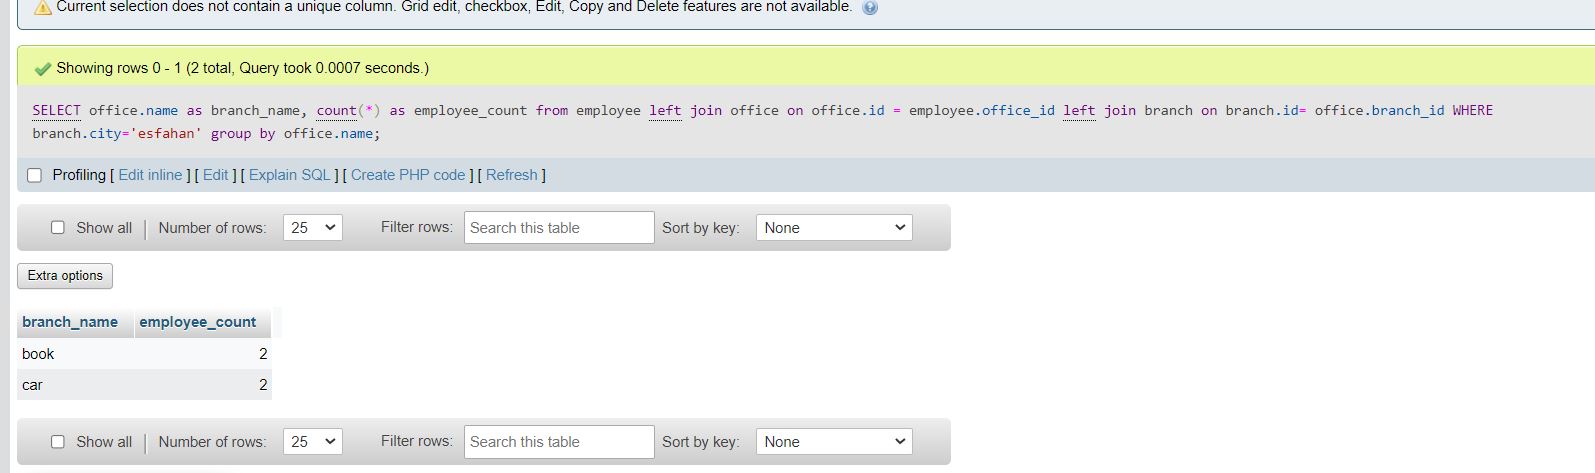 Current selection does not contain a unique column. Grid edit, checkbox, Edit, Copy and Delete features are not available.
Showing rows 0 - 1 (2 total, Query took 0.0007 seconds.)
SELECT office.name as branch_name, count(*) as employee_count from employee left join office on office.id = employee.office_id left join branch on branch.id= office.branch_id WHERE
branch.city='esfahan' group by office.name;
Profiling [ Edit inline ] [ Edit ] [ Explain SQL ] [ Create PHP code ] [ Refresh ]
Show all | Number of rows: 25 Filter rows: Search this table Sort by key: None
Extra options
branch_name employee_count
book 2
car 2
Show all | Number of rows: 25 Filter rows: Search this table Sort by key: None